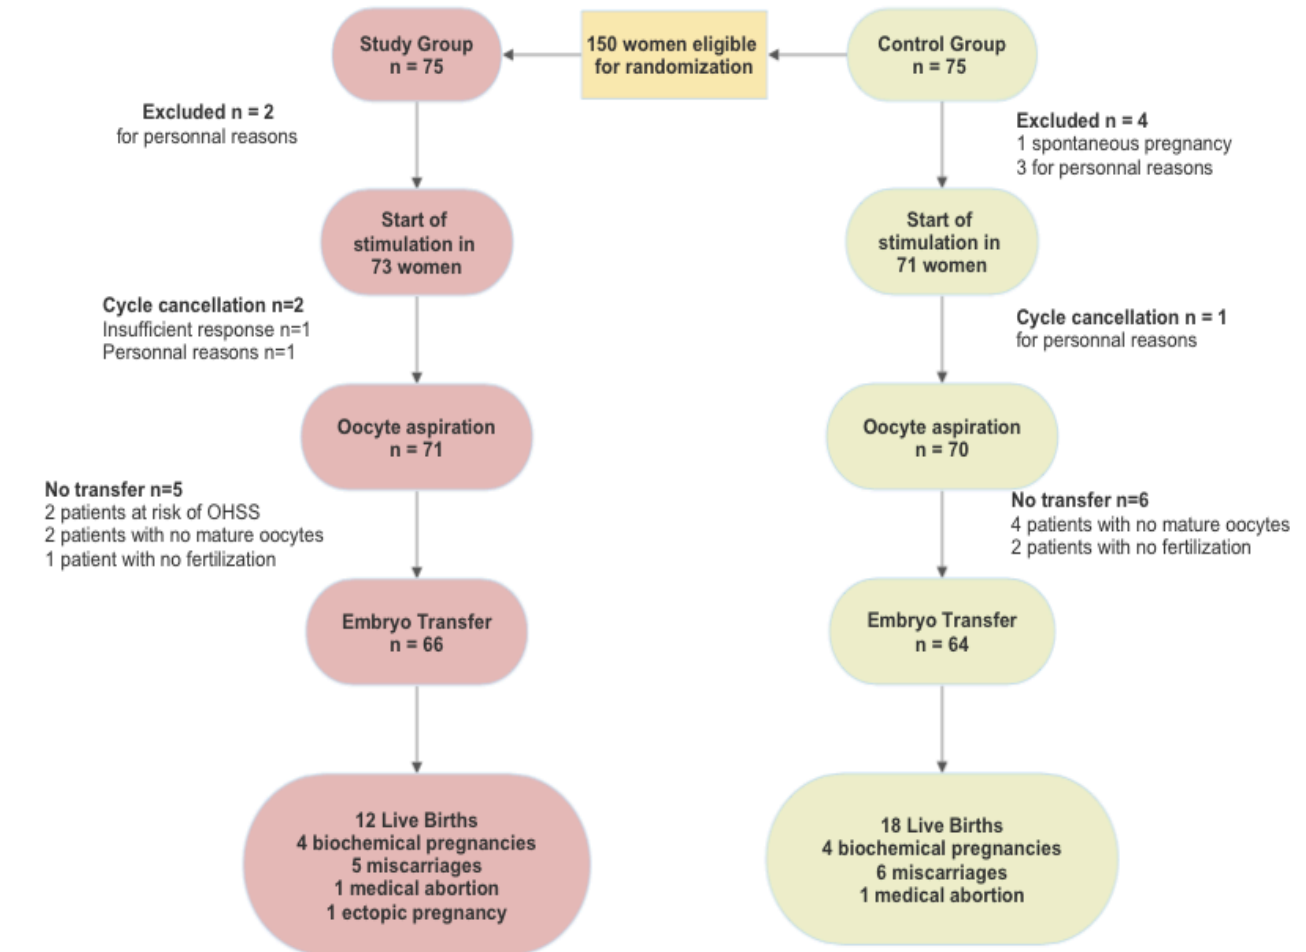 Study Group
n = 75
150 women eligible
for randomization
Control Group
n = 75
Excluded n = 2
for personnal reasons
Excluded n = 4
1 spontaneous pregnancy
3 for personnal reasons
Start of
stimulation in
73 women
Start of
stimulation in
71 women
Cycle cancellation n=2
Insufficient response n=1
Personnal reasons n=1
Cycle cancellation n = 1
for personnal reasons
Oocyte aspiration
n = 71
Oocyte aspiration
n = 70
No transfer n=5
2 patients at risk of OHSS
2 patients with no mature oocytes
1 patient with no fertilization
No transfer n=6
4 patients with no mature oocytes
2 patients with no fertilization
Embryo Transfer
n = 66
Embryo Transfer
n = 64
12 Live Births
4 biochemical pregnancies
5 miscarriages
1 medical abortion
1 ectopic pregnancy
18 Live Births
4 biochemical pregnancies
6 miscarriages
1 medical abortion